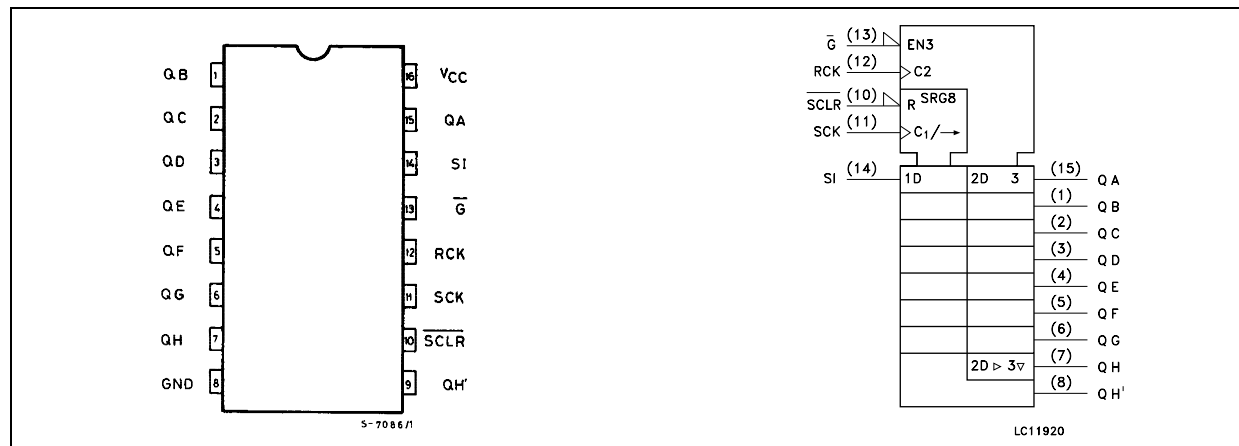 QB 1 16 VCC
QC 2 15 QA
QD 3 14 SI
QE 4 13 G̅
QF 5 12 RCK
QG 6 11 SCK
QH 7 10 S̅C̅L̅R̅
GND 8 9 QH'
S-7086/1
G̅ (13) EN3
RCK (12) C2
S̅C̅L̅R̅ (10) R SRG8
SCK (11) C1/→
SI (14) 1D 2D 3 (15) QA
(1) QB
(2) QC
(3) QD
(4) QE
(5) QF
(6) QG
2D ▷ 3▽ (7) QH
(8) QH'
LC11920